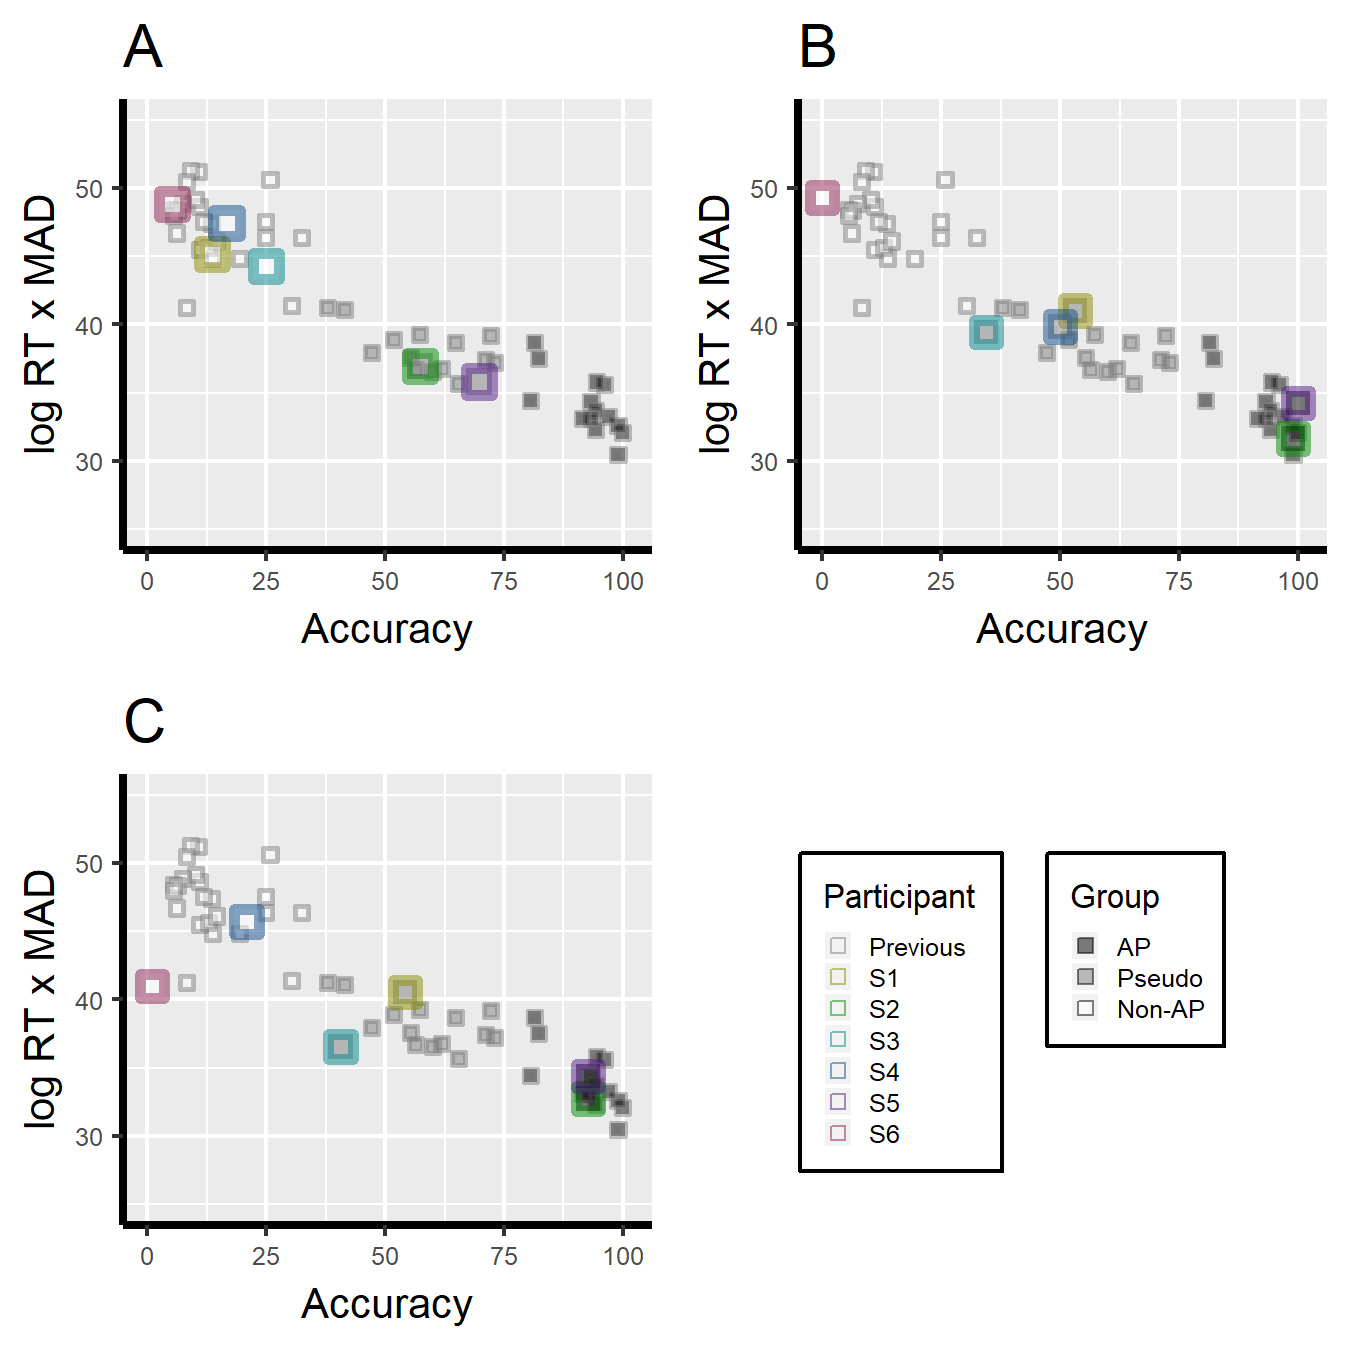 A
B
log RT x MAD
50
40
30
0 25 50 75 100
Accuracy
log RT x MAD
50
40
30
0 25 50 75 100
Accuracy
C
log RT x MAD
50
40
30
0 25 50 75 100
Accuracy
Participant
Previous
S1
S2
S3
S4
S5
S6
Group
AP
Pseudo
Non-AP